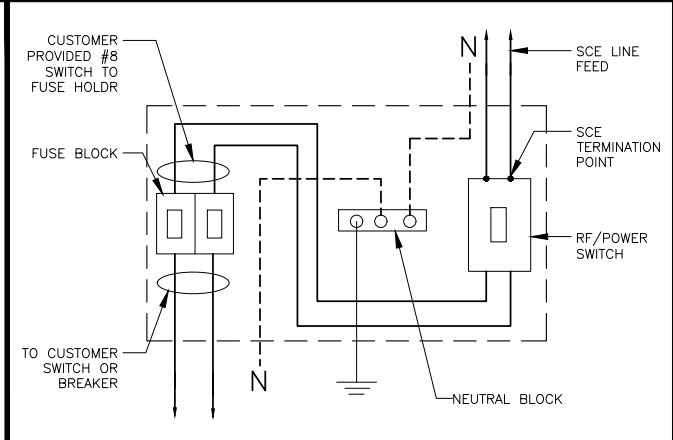 CUSTOMER
PROVIDED #8
SWITCH TO
FUSE HOLDR
FUSE BLOCK
TO CUSTOMER
SWITCH OR
BREAKER
N
N
SCE LINE
FEED
SCE
TERMINATION
POINT
RF/POWER
SWITCH
NEUTRAL BLOCK